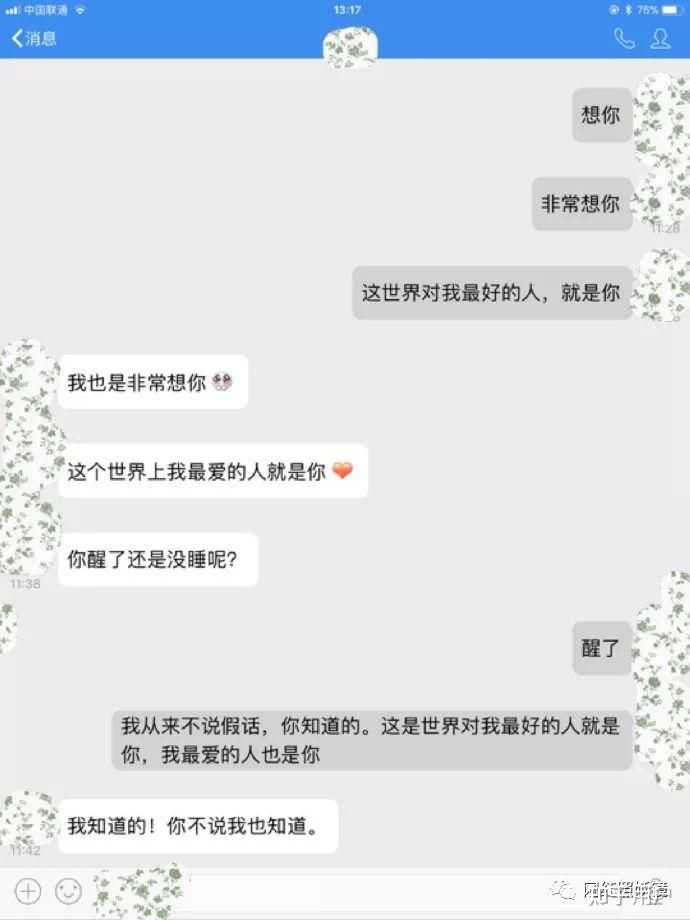 中国联通
13:17
75%
消息
想你
非常想你
11:28
这世界对我最好的人，就是你
我也是非常想你
这个世界上我最爱的人就是你
你醒了还是没睡呢?
11:38
醒了
我从来不说假话，你知道的。这是世界对我最好的人就是
你，我最爱的人也是你
我知道的！你不说我也知道。
11:42